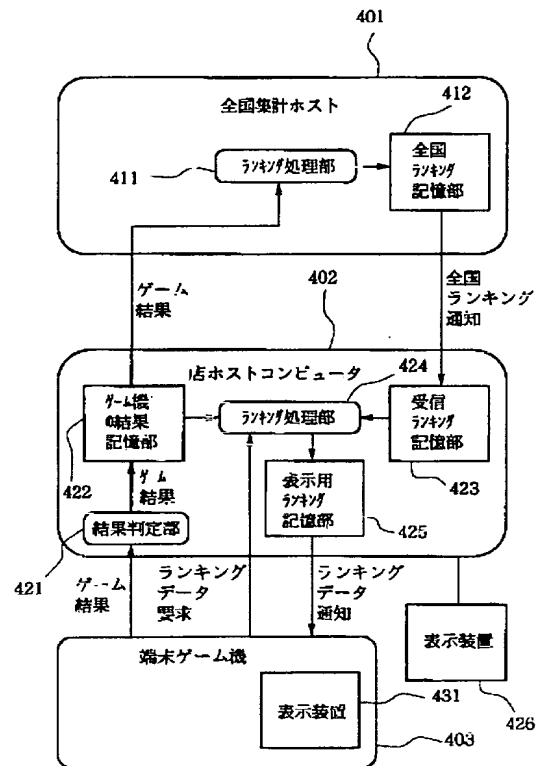 401
全国集計ホスト
412
ランキング処理部
411
全国
ランキング
記憶部
ゲーム
結果
全国
ランキング
通知
402
店ホストコンピュータ
424
ゲーム機
の結果
記憶部
422
ランキング処理部
受信
ランキング
記憶部
423
ゲーム
結果
表示用
ランキング
記憶部
425
結果判定部
421
ゲーム
結果
ランキング
データ
要求
ランキング
データ
通知
表示装置
426
端末ゲーム機
431
表示装置
403